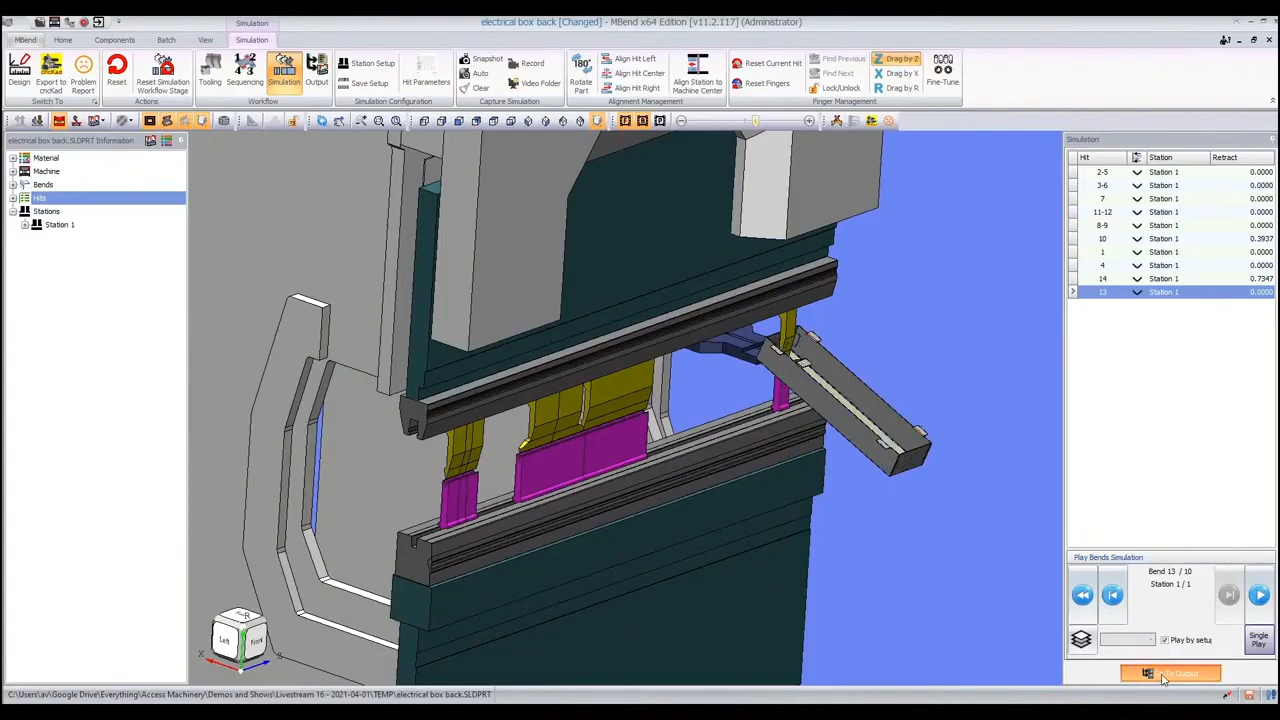 Simulation
electrical box back [Changed] - MBend x64 Edition [v11.2.117] (Administrator)
MBend Home Components Batch View Simulation
Design
Export to cncKad
Problem Report
Reset
Reset Simulation Workflow Stage
Tooling
Sequencing
Simulation
Output
Station Setup
Save Setup
Hit Parameters
Snapshot
Auto
Clear
Record
Video Folder
Rotate Part
Align Hit Left
Align Hit Center
Align Hit Right
Align Station to Machine Center
Reset Current Hit
Reset Fingers
Find Previous
Find Next
Lock/Unlock
Drag by Z
Drag by X
Drag by R
Fine-Tune
Switch To Actions Workflow Simulation Configuration Capture Simulation Alignment Management Finger Management
electrical box back.SLDPRT Information
Material
Machine
Bends
Hits
Stations
Station 1
Left
Front
X
Simulation
Hit Station Retract
2-5 Station 1 0.0000
3-6 Station 1 0.0000
7 Station 1 0.0000
11-12 Station 1 0.0000
8-9 Station 1 0.0000
10 Station 1 0.3937
1 Station 1 0.0000
4 Station 1 0.0000
14 Station 1 0.7347
13 Station 1 0.0000
Play Bends Simulation
Bend 13 / 10
Station 1 / 1
Play by setu
Single Play
Output
C:\Users\av\Google Drive\Everything\Access Machinery\Demos and Shows\Livestream 16 - 2021-04-01\TEMP\electrical box back.SLDPRT